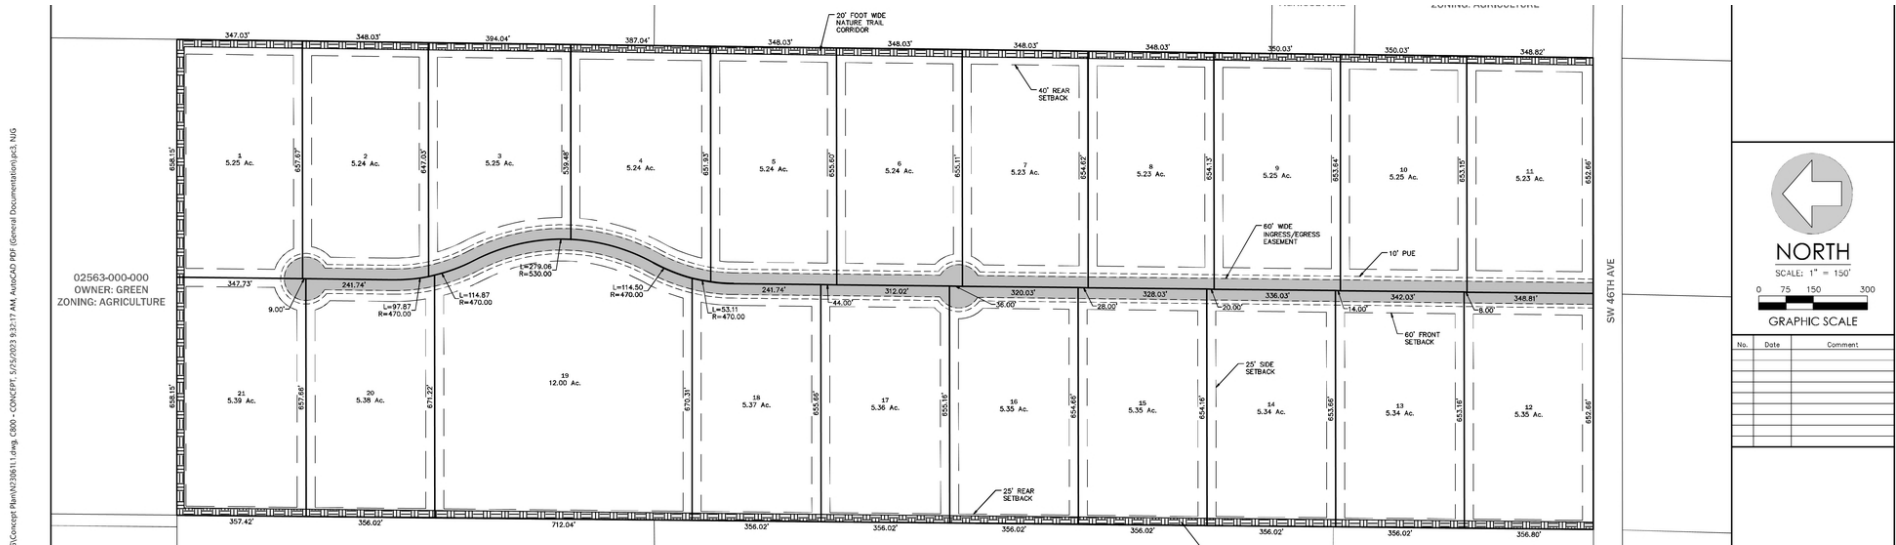 20' FOOT WIDE
NATURE TRAIL
CORRIDOR
ZONING: AGRICULTURE
347.03'
348.03'
394.04'
387.04'
348.03'
348.03'
348.03'
348.03'
350.03'
350.03'
348.82'
40' REAR
SETBACK
658.15'
1
5.25 Ac.
657.67'
2
5.24 Ac.
647.03'
3
5.25 Ac.
539.48'
4
5.24 Ac.
651.93'
5
5.24 Ac.
655.60'
6
5.24 Ac.
655.11'
7
5.23 Ac.
654.62'
8
5.23 Ac.
654.13'
9
5.25 Ac.
653.64'
10
5.25 Ac.
653.15'
11
5.23 Ac.
652.66'
60' WIDE
INGRESS/EGRESS
EASEMENT
10' PUE
02563-000-000
OWNER: GREEN
ZONING: AGRICULTURE
347.73'
9.00'
241.74'
L=97.87
R=470.00
L=114.87
R=470.00
L=279.06
R=530.00
L=114.50
R=470.00
L=53.11
R=470.00
241.74'
44.00'
312.02'
36.00'
320.03'
28.00'
328.03'
20.00'
336.03'
14.00'
342.03'
8.00'
348.81'
60' FRONT
SETBACK
25' SIDE
SETBACK
658.15'
21
5.39 Ac.
657.66'
20
5.38 Ac.
671.22'
19
12.00 Ac.
670.31'
18
5.37 Ac.
655.66'
17
5.36 Ac.
655.16'
16
5.35 Ac.
654.66'
15
5.35 Ac.
654.16'
14
5.34 Ac.
653.66'
13
5.34 Ac.
653.16'
12
5.35 Ac.
652.66'
25' REAR
SETBACK
357.42'
356.02'
712.04'
356.02'
356.02'
356.02'
356.02'
356.02'
356.02'
356.80'
SW 46TH AVE
NORTH
SCALE: 1" = 150'
0 75 150 300
GRAPHIC SCALE
No. Date Comment